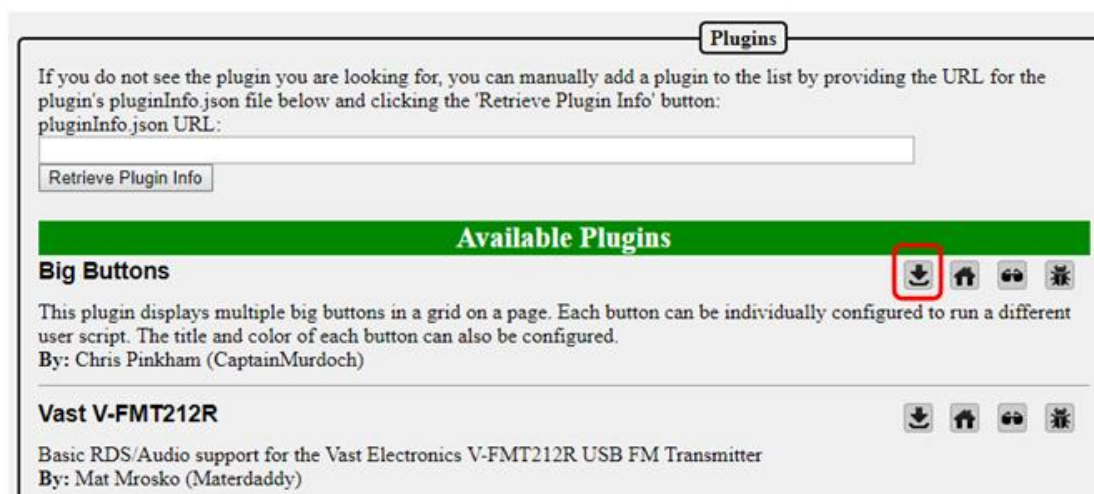 Plugins
If you do not see the plugin you are looking for, you can manually add a plugin to the list by providing the URL for the
plugin's pluginInfo.json file below and clicking the 'Retrieve Plugin Info' button:
pluginInfo.json URL:
Retrieve Plugin Info
Available Plugins
Big Buttons
This plugin displays multiple big buttons in a grid on a page. Each button can be individually configured to run a different
user script. The title and color of each button can also be configured.
By: Chris Pinkham (CaptainMurdoch)
Vast V-FMT212R
Basic RDS/Audio support for the Vast Electronics V-FMT212R USB FM Transmitter
By: Mat Mrosko (Materdaddy)